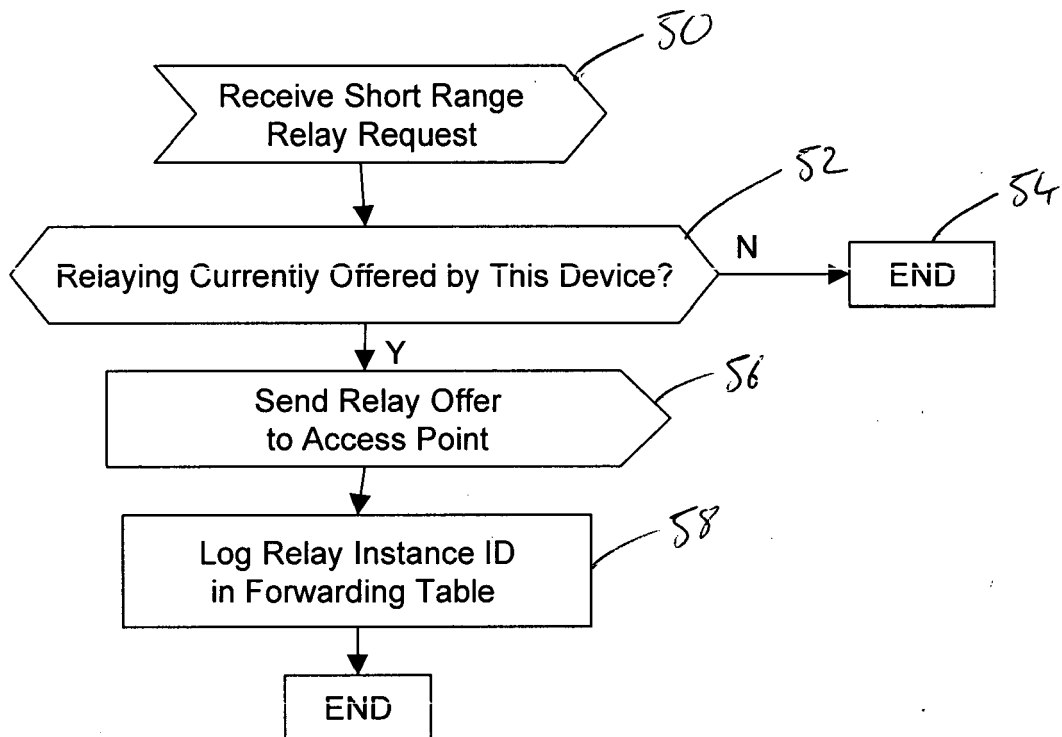 50
Receive Short Range
Relay Request
52
54
Relaying Currently Offered by This Device?
N
END
Y
56
Send Relay Offer
to Access Point
58
Log Relay Instance ID
in Forwarding Table
END